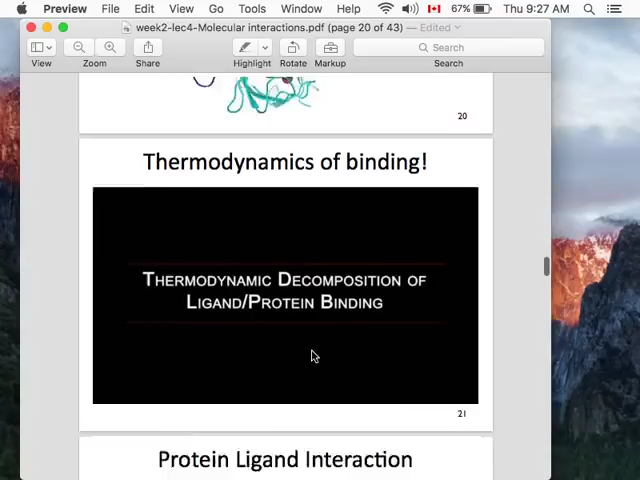 Preview File Edit View Go Tools Window Help 67% Thu 9:27 AM
week2-lec4-Molecular interactions.pdf (page 20 of 43) — Edited
Search
View Zoom Share Highlight Rotate Markup Search
20
Thermodynamics of binding!
THERMODYNAMIC DECOMPOSITION OF
LIGAND/PROTEIN BINDING
21
Protein Ligand Interaction